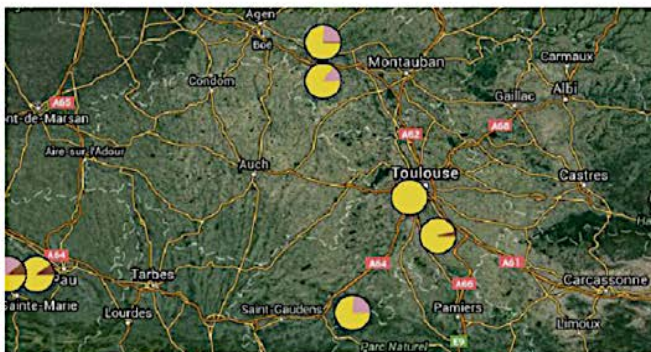 Agen
Boé
Montauban
Carmaux
Condom
Gaillac
Albi
A65
ont-de-Marsan
A62
A68
Aire-sur-l'Adour
Auch
Toulouse
Castres
A64
Pau
Tarbes
A64
A61
Carcassonne
Sainte-Marie
Lourdes
Saint-Gaudens
A66
Pamiers
Limoux
Parc Naturel
E9